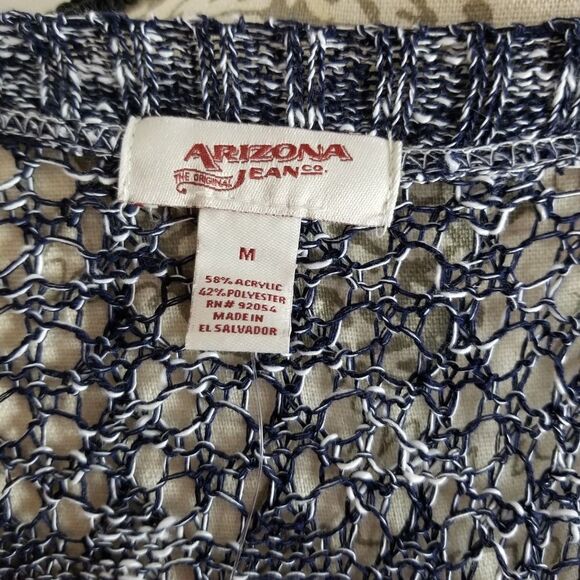 ARIZONA
THE ORIGINAL JEAN CO.
M
58% ACRYLIC
42% POLYESTER
RN# 92054
MADE IN
EL SALVADOR